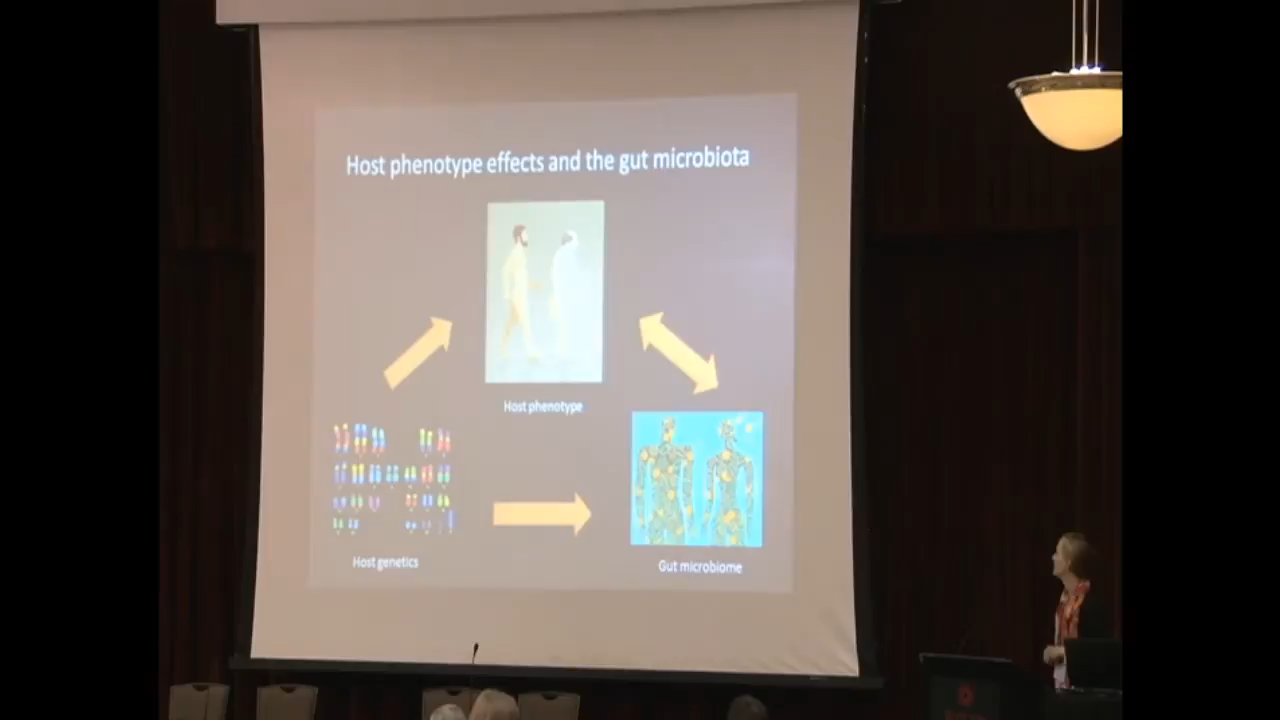 Host phenotype effects and the gut microbiota
Host phenotype
Host genetics
Gut microbiome